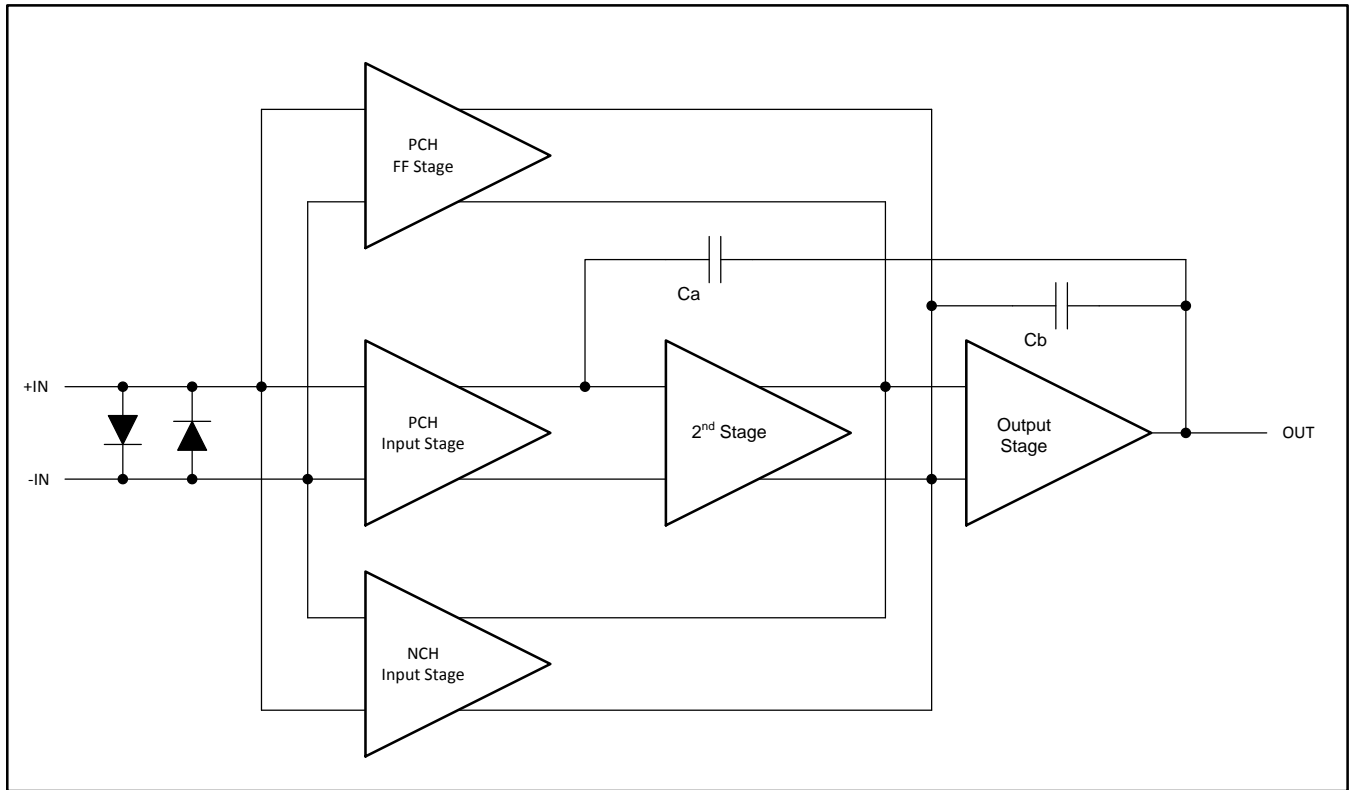 PCH
FF Stage
Ca
Cb
+IN
-IN
PCH
Input Stage
2nd Stage
Output
Stage
OUT
NCH
Input Stage